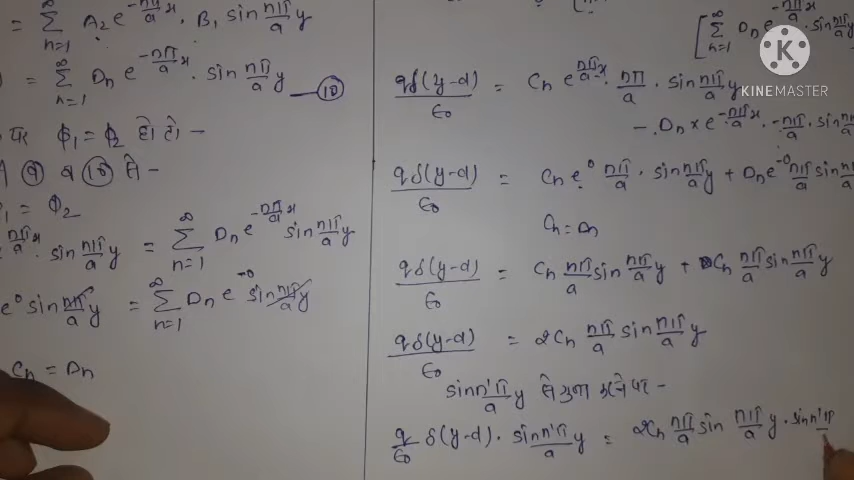 = ∑_{n=1}^{∞} A₂ e^{-nπ/a x} · B₁ sin nπ/a y
= ∑_{n=1}^{∞} Dₙ e^{-nπ/a x} · sin nπ/a y —⑩
पर ϕ₁ = ϕ₂ हो तो -
⑨ व ⑩ से -
= ϕ₂
nπ/a x · sin nπ/a y = ∑_{n=1}^{∞} Dₙ e^{-nπ/a x} sin nπ/a y
e⁰ sin nπ/a y = ∑_{n=1}^{∞} Dₙ e^{-0} sin nπ/a y
Cₙ = Dₙ
[∑_{n=1}^{∞} Dₙ e^{-nπ/a x} · sin nπ/a y
qδ(y-d)/ε₀ = Cₙ e^{nπ/a x} · nπ/a · sin nπ/a y
- Dₙ × e^{-nπ/a x} · -nπ/a · sin
qδ(y-d)/ε₀ = Cₙ e⁰ nπ/a · sin nπ/a y + Dₙ e^{-0} nπ/a sin nπ/a
Cₙ = Dₙ
qδ(y-d)/ε₀ = Cₙ nπ/a sin nπ/a y + Cₙ nπ/a sin nπ/a y
qδ(y-d)/ε₀ = 2Cₙ nπ/a sin nπ/a y
sin n'π/a y से गुणा करने पर -
q/ε₀ δ(y-d) · sin n'π/a y = 2Cₙ nπ/a sin nπ/a y · sin n'π
KINEMASTER